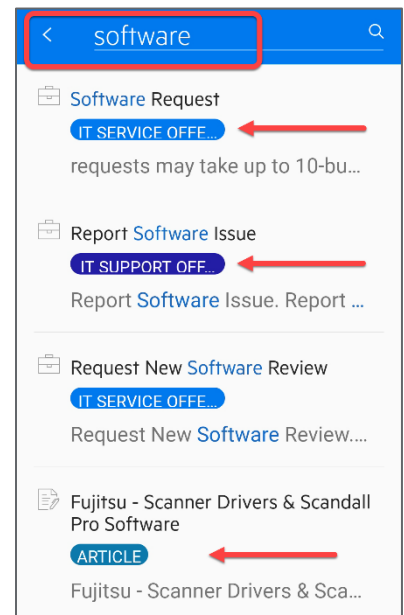 software
Software Request
IT SERVICE OFFE...
requests may take up to 10-bu...
Report Software Issue
IT SUPPORT OFF...
Report Software Issue. Report ...
Request New Software Review
IT SERVICE OFFE...
Request New Software Review....
Fujitsu - Scanner Drivers & Scandall
Pro Software
ARTICLE
Fujitsu - Scanner Drivers & Sca...